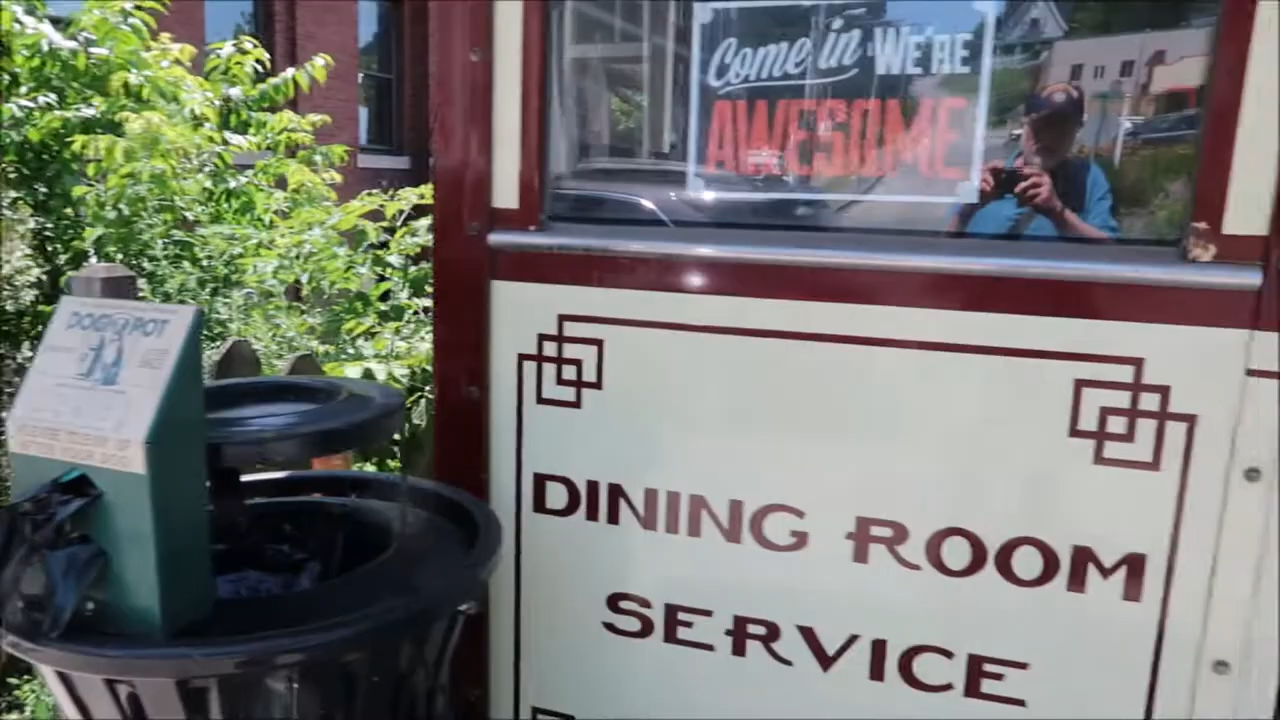 Come in WE'RE
AWESOME
DOGIPOT
DINING ROOM
SERVICE